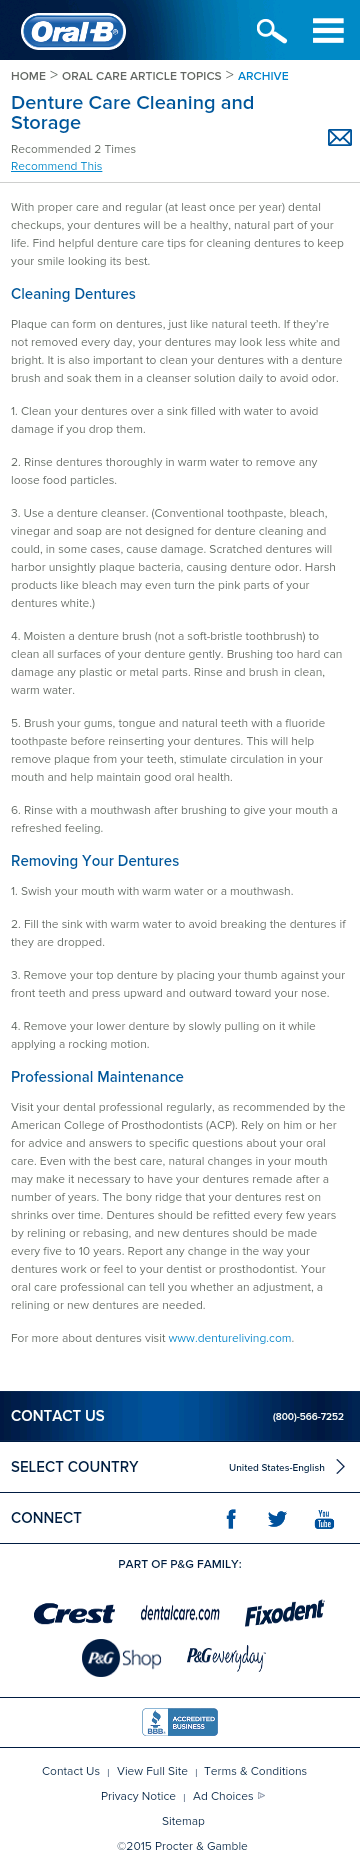 Oral-B®
HOME > ORAL CARE ARTICLE TOPICS > ARCHIVE
Denture Care Cleaning and
Storage
Recommended 2 Times
Recommend This
With proper care and regular (at least once per year) dental
checkups, your dentures will be a healthy, natural part of your
life. Find helpful denture care tips for cleaning dentures to keep
your smile looking its best.
Cleaning Dentures
Plaque can form on dentures, just like natural teeth. If they're
not removed every day, your dentures may look less white and
bright. It is also important to clean your dentures with a denture
brush and soak them in a cleanser solution daily to avoid odor.
1. Clean your dentures over a sink filled with water to avoid
damage if you drop them.
2. Rinse dentures thoroughly in warm water to remove any
loose food particles.
3. Use a denture cleanser. (Conventional toothpaste, bleach,
vinegar and soap are not designed for denture cleaning and
could, in some cases, cause damage. Scratched dentures will
harbor unsightly plaque bacteria, causing denture odor. Harsh
products like bleach may even turn the pink parts of your
dentures white.)
4. Moisten a denture brush (not a soft-bristle toothbrush) to
clean all surfaces of your denture gently. Brushing too hard can
damage any plastic or metal parts. Rinse and brush in clean,
warm water.
5. Brush your gums, tongue and natural teeth with a fluoride
toothpaste before reinserting your dentures. This will help
remove plaque from your teeth, stimulate circulation in your
mouth and help maintain good oral health.
6. Rinse with a mouthwash after brushing to give your mouth a
refreshed feeling.
Removing Your Dentures
1. Swish your mouth with warm water or a mouthwash.
2. Fill the sink with warm water to avoid breaking the dentures if
they are dropped.
3. Remove your top denture by placing your thumb against your
front teeth and press upward and outward toward your nose.
4. Remove your lower denture by slowly pulling on it while
applying a rocking motion.
Professional Maintenance
Visit your dental professional regularly, as recommended by the
American College of Prosthodontists (ACP). Rely on him or her
for advice and answers to specific questions about your oral
care. Even with the best care, natural changes in your mouth
may make it necessary to have your dentures remade after a
number of years. The bony ridge that your dentures rest on
shrinks over time. Dentures should be refitted every few years
by relining or rebasing, and new dentures should be made
every five to 10 years. Report any change in the way your
dentures work or feel to your dentist or prosthodontist. Your
oral care professional can tell you whether an adjustment, a
relining or new dentures are needed.
For more about dentures visit www.dentureliving.com.
CONTACT US (800)-566-7252
SELECT COUNTRY United States-English
CONNECT f You Tube
PART OF P&G FAMILY:
Crest dentalcare.com Fixodent
P&G Shop P&G everyday
BBB ACCREDITED BUSINESS
Contact Us | View Full Site | Terms & Conditions
Privacy Notice | Ad Choices
Sitemap
©2015 Procter & Gamble